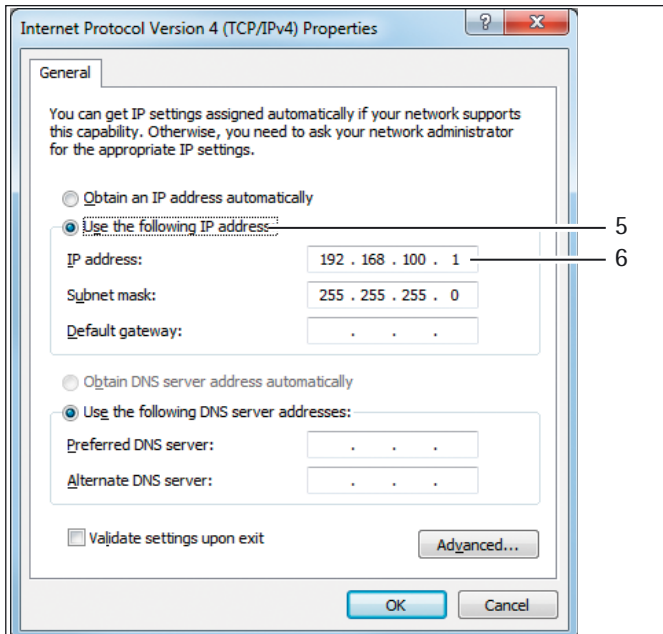 Internet Protocol Version 4 (TCP/IPv4) Properties
?
X
General
You can get IP settings assigned automatically if your network supports
this capability. Otherwise, you need to ask your network administrator
for the appropriate IP settings.
Obtain an IP address automatically
Use the following IP address: 5
IP address: 192 . 168 . 100 . 1 6
Subnet mask: 255 . 255 . 255 . 0
Default gateway: . . .
Obtain DNS server address automatically
Use the following DNS server addresses:
Preferred DNS server: . . .
Alternate DNS server: . . .
Validate settings upon exit
Advanced...
OK Cancel